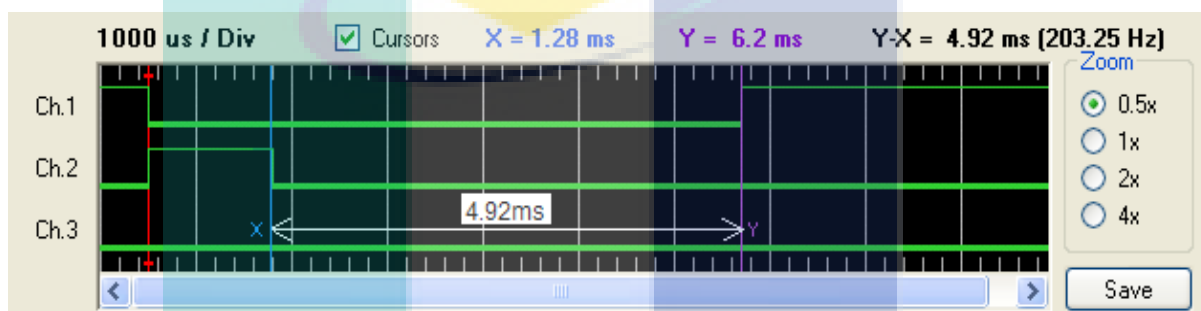 1000 us / Div Cursors X = 1.28 ms Y = 6.2 ms Y-X = 4.92 ms (203.25 Hz)
Zoom
Ch.1
0.5x
1x
Ch.2
2x
4.92ms
4x
Ch.3
X
Y
Save